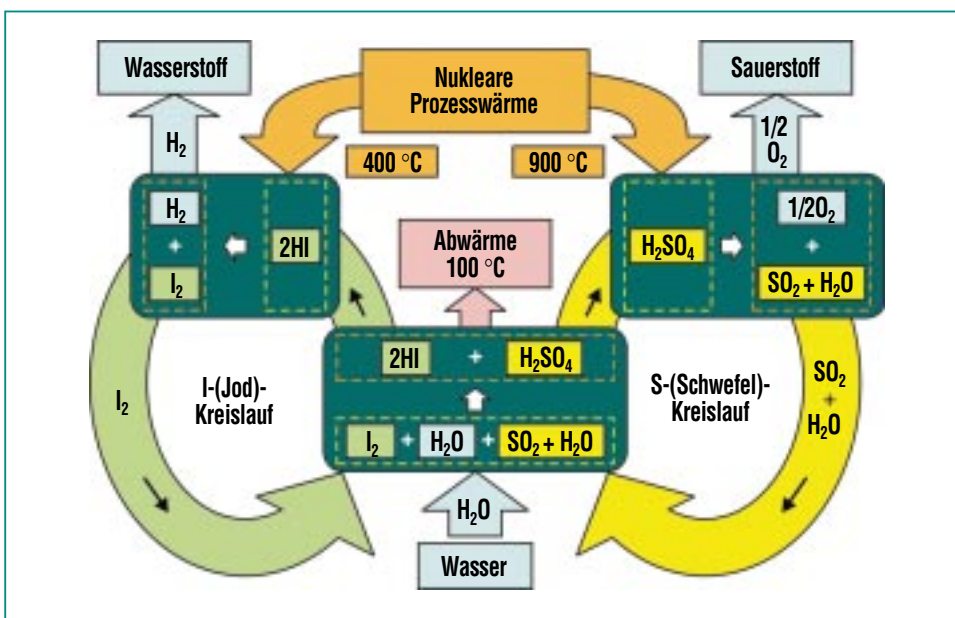 Wasserstoff
Nukleare
Prozesswärme
Sauerstoff
H₂
400 °C
900 °C
1/2
O₂
H₂
+
I₂
2HI
Abwärme
100 °C
H₂SO₄
1/2O₂
+
SO₂ + H₂O
2HI + H₂SO₄
I₂
I-(Jod)-
Kreislauf
S-(Schwefel)-
Kreislauf
SO₂
+
H₂O
I₂ + H₂O + SO₂ + H₂O
H₂O
Wasser